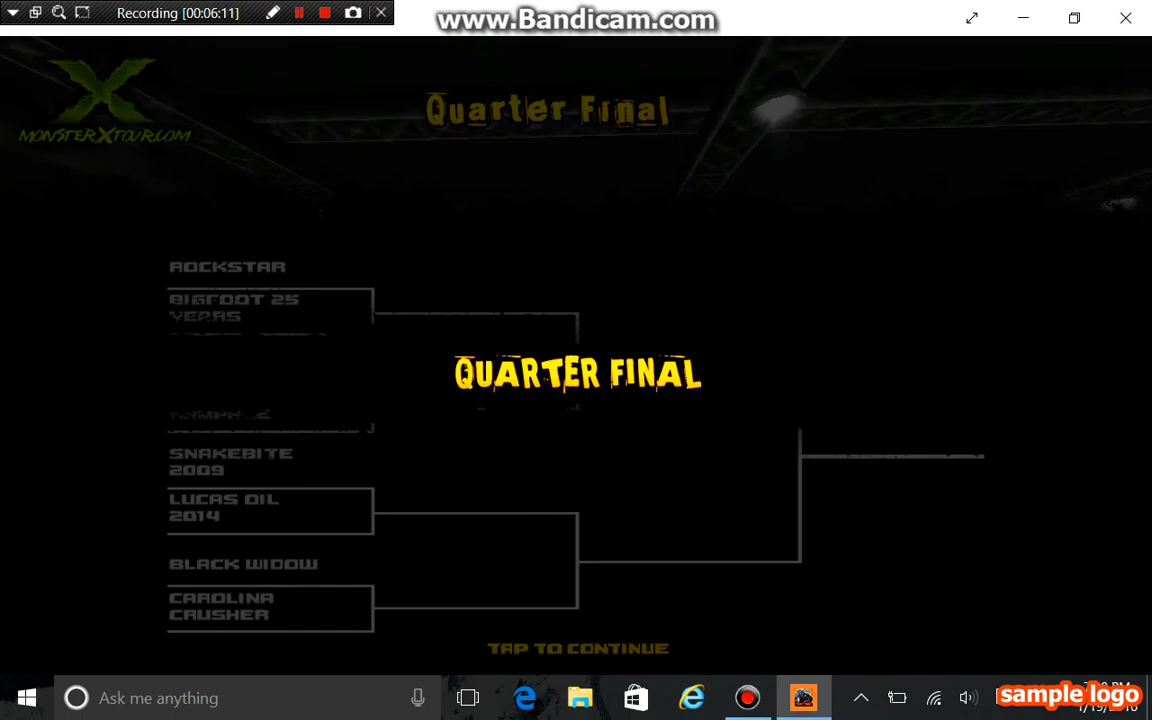 Recording [00:06:11]
www.Bandicam.com
Quarter Final
MONSTERXTOUR.COM
ROCKSTAR
BIGFOOT 25
YERAS
QUARTER FINAL
SNAKEBITE
2009
LUCAS OIL
2014
BLACK WIDOW
CAROLINA
CRUSHER
TAP TO CONTINUE
Ask me anything
sample logo